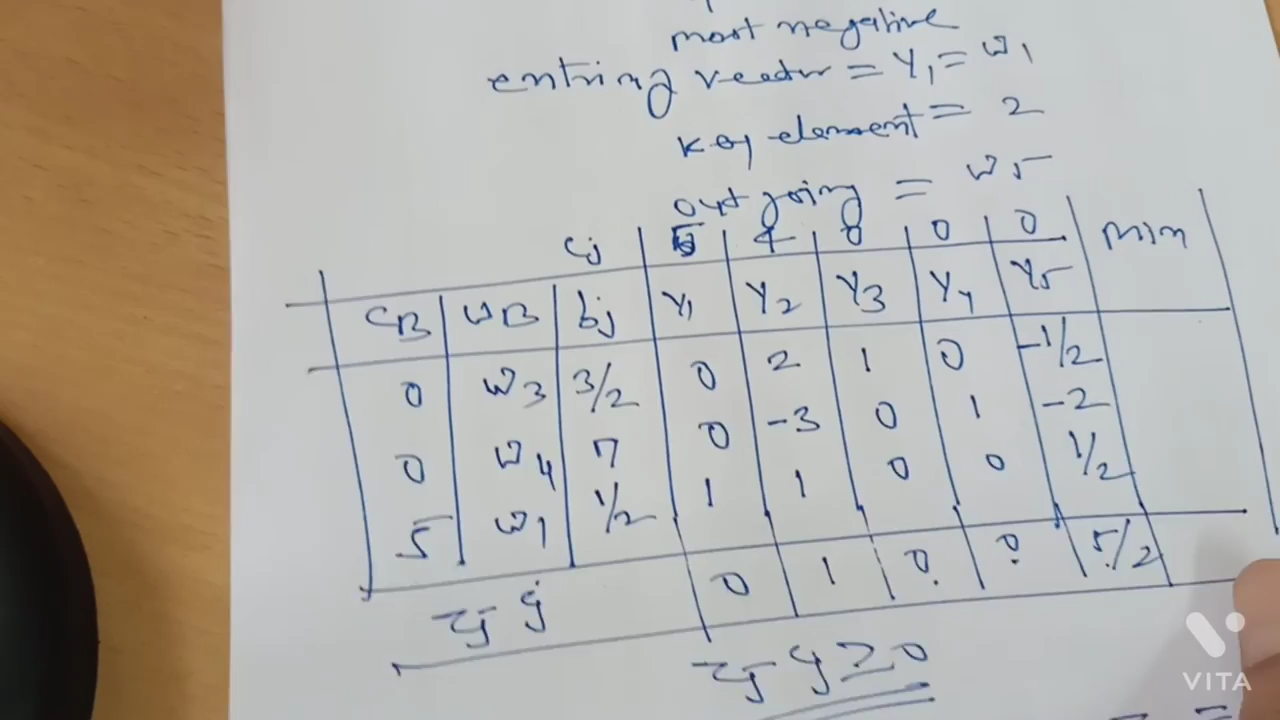 most negative
entring vector = Y1 = W1
key element = 2
out going = W5
Cj 5 4 0 0 0 min
CB WB bj Y1 Y2 Y3 Y4 Y5
0 W3 3/2 0 2 1 0 -1/2
0 W4 7 0 -3 0 1 -2
5 W1 1/2 1 1 0 0 1/2
zj-cj 0 1 0 0 5/2
zj-cj ≥ 0
VITA